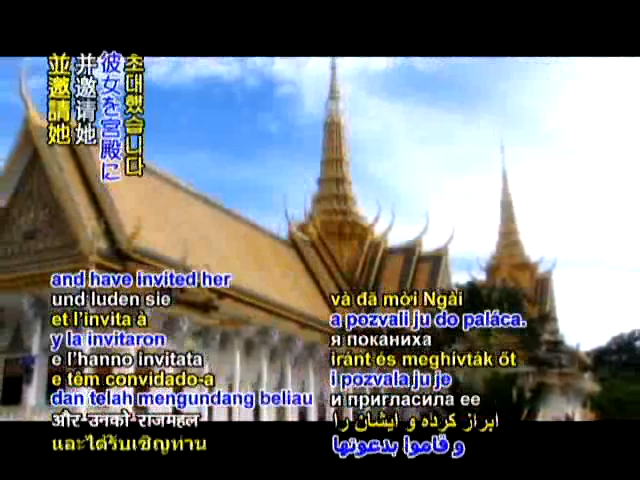 초대했습니다
彼女を宮殿に
并邀请她
並邀請她
and have invited her
und luden sie
et l'invita à
y la invitaron
e l'hanno invitata
e têm convidado-a
dan telah mengundang beliau
और उनको राजमहल
และได้รับเชิญท่าน
và đã mời Ngài
a pozvali ju do paláca.
я поканиха
iránt és meghívták őt
i pozvala ju je
и пригласила ее
ابراز کرده و ایشان را
و قاموا بدعوتها